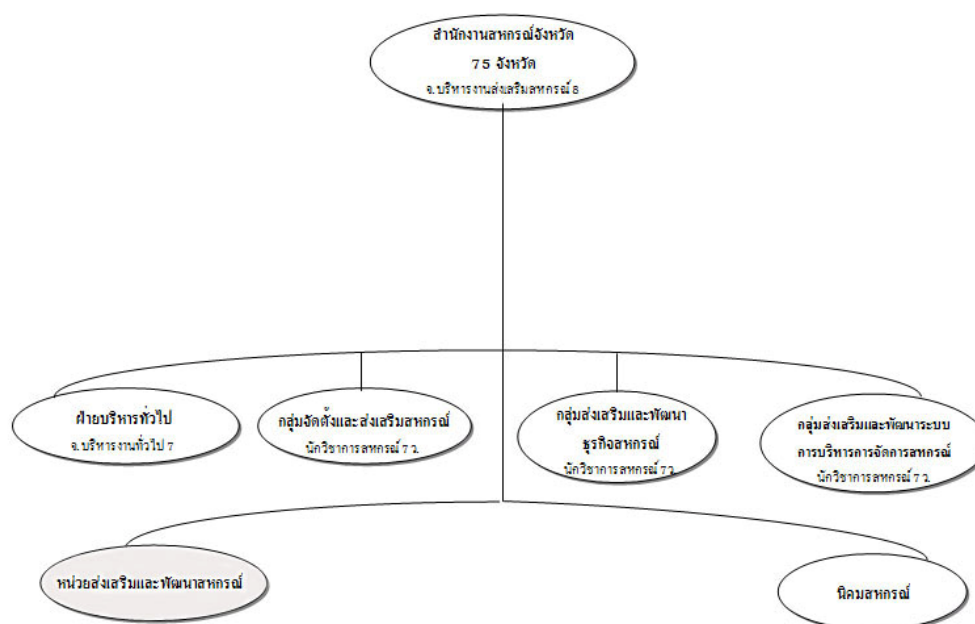 สำนักงานสหกรณ์จังหวัด
75 จังหวัด
จ.บริหารงานส่งเสริมสหกรณ์ 8
ฝ่ายบริหารทั่วไป
จ.บริหารงานทั่วไป 7
กลุ่มจัดตั้งและส่งเสริมสหกรณ์
นักวิชาการสหกรณ์ 7 ว.
กลุ่มส่งเสริมและพัฒนา
ธุรกิจสหกรณ์
นักวิชาการสหกรณ์ 7ว.
กลุ่มส่งเสริมและพัฒนาระบบ
การบริหารการจัดการสหกรณ์
นักวิชาการสหกรณ์ 7 ว.
หน่วยส่งเสริมและพัฒนาสหกรณ์
นิคมสหกรณ์